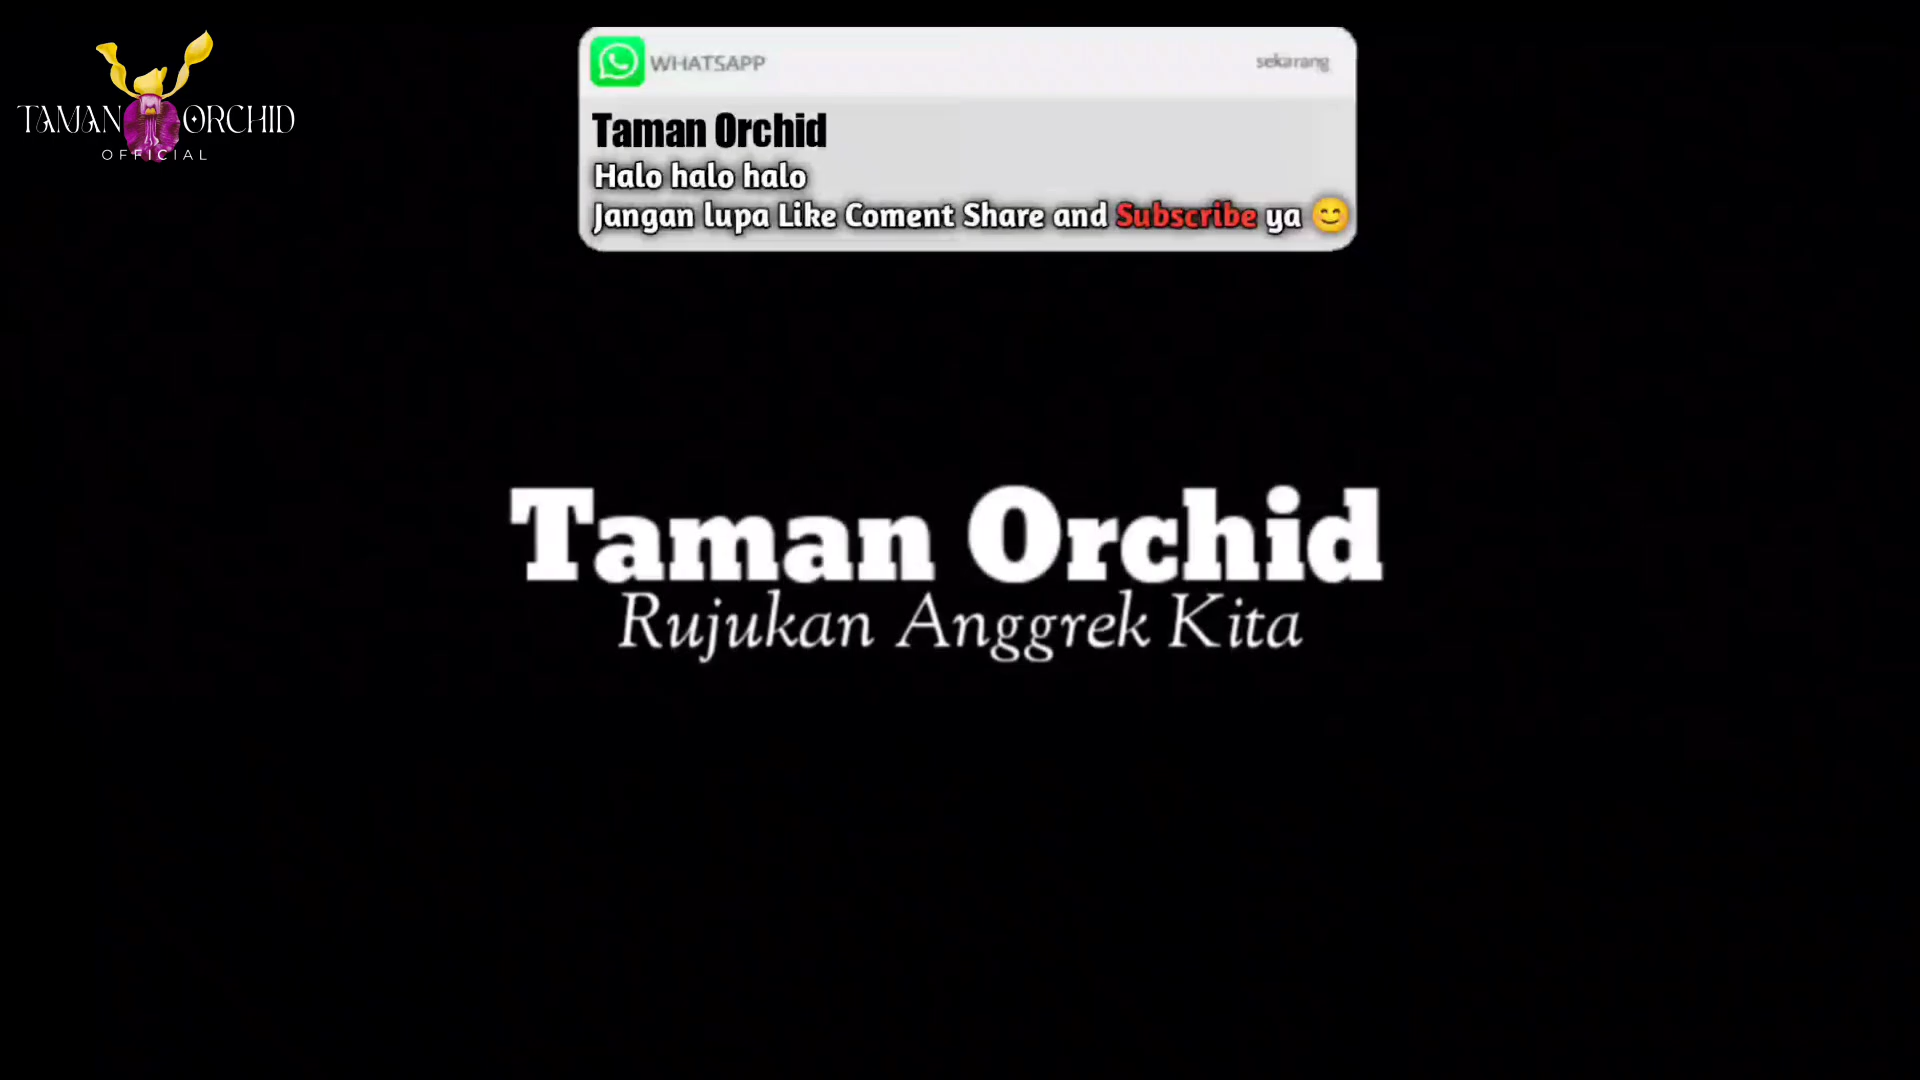 TAMAN ORCHID
OFFICIAL
WHATSAPP
sekarang
Taman Orchid
Halo halo halo
Jangan lupa Like Coment Share and Subscribe ya 😊
Taman Orchid
Rujukan Anggrek Kita